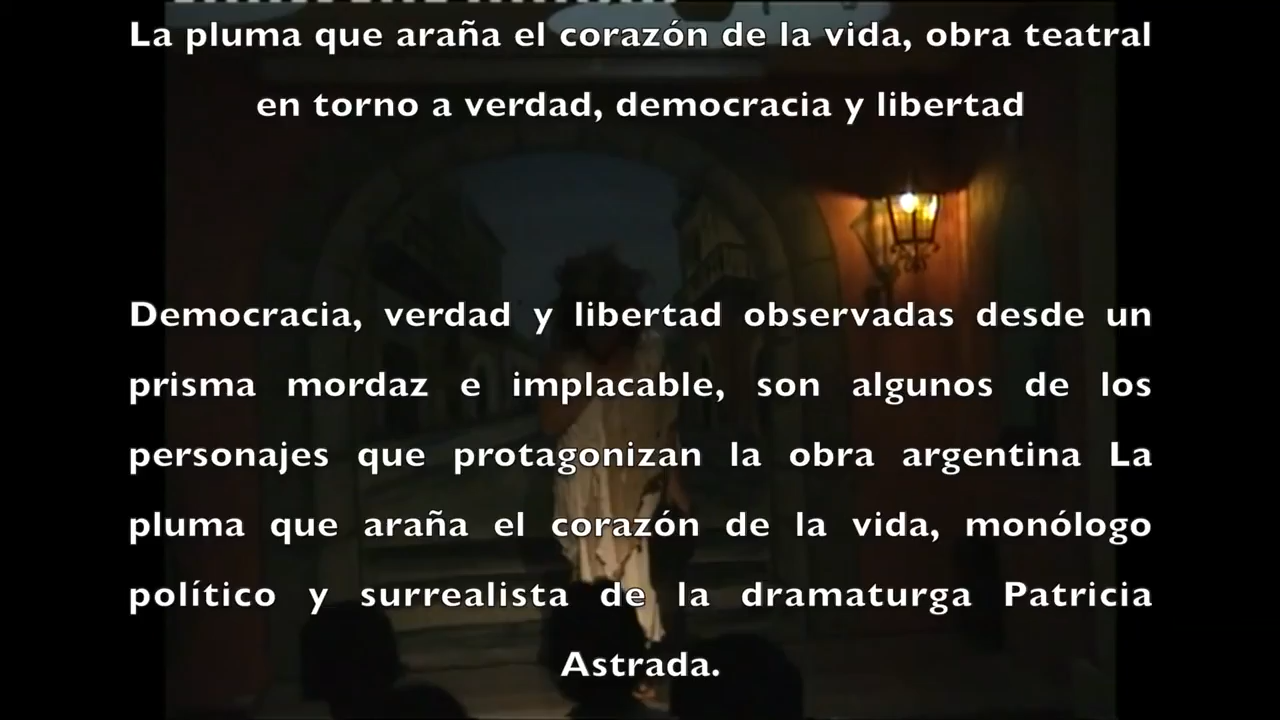 La pluma que araña el corazón de la vida, obra teatral
en torno a verdad, democracia y libertad
Democracia, verdad y libertad observadas desde un
prisma mordaz e implacable, son algunos de los
personajes que protagonizan la obra argentina La
pluma que araña el corazón de la vida, monólogo
político y surrealista de la dramaturga Patricia
Astrada.